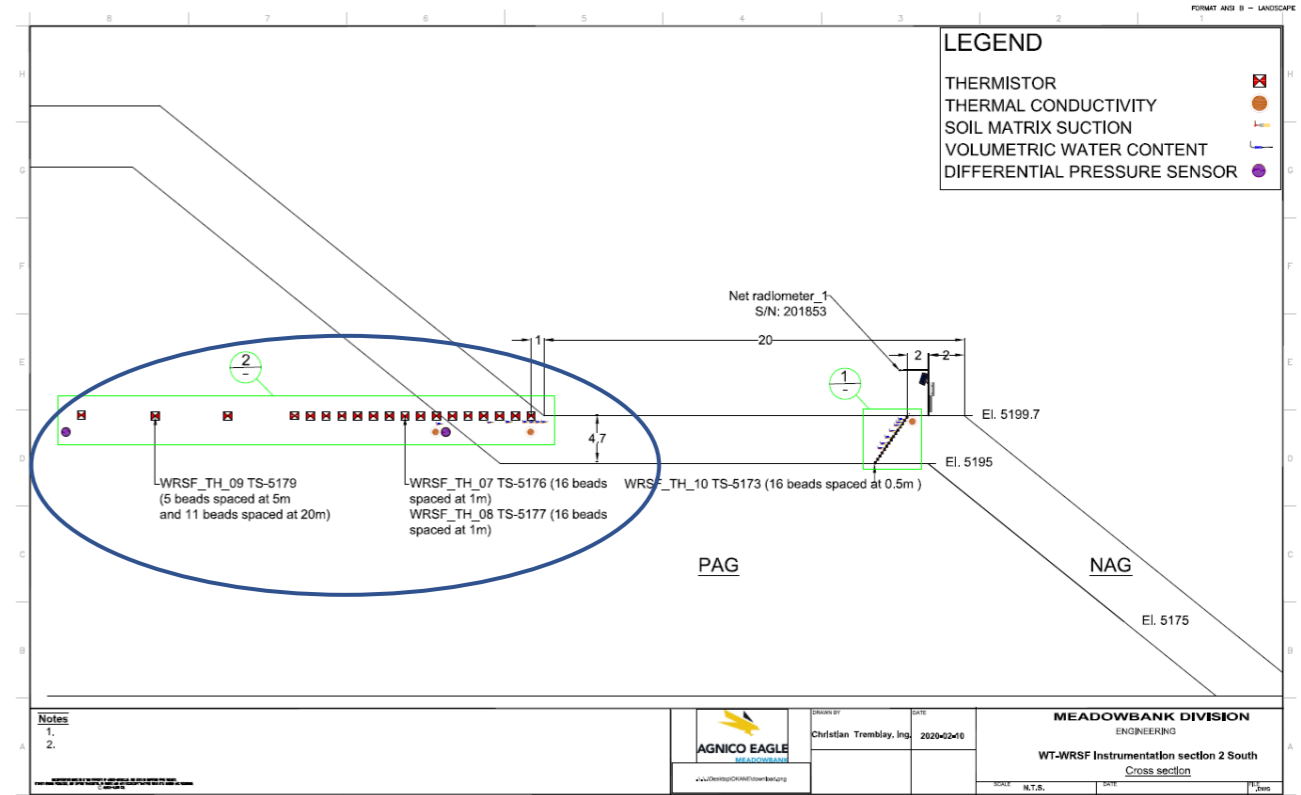 FORMAT ANSI B - LANDSCAPE
8 7 6 5 4 3 2 1
H H
G G
F F
E E
D D
C C
B B
A A
LEGEND
THERMISTOR
THERMAL CONDUCTIVITY
SOIL MATRIX SUCTION
VOLUMETRIC WATER CONTENT
DIFFERENTIAL PRESSURE SENSOR
Net radiometer_1
S/N: 201853
1
20
2
2
2
-
1
-
El. 5199.7
4,7
El. 5195
WRSF_TH_09 TS-5179
(5 beads spaced at 5m
and 11 beads spaced at 20m)
WRSF_TH_07 TS-5176 (16 beads
spaced at 1m)
WRSF_TH_08 TS-5177 (16 beads
spaced at 1m)
WRSF_TH_10 TS-5173 (16 beads spaced at 0.5m )
PAG
NAG
El. 5175
Notes
1.
2.
AGNICO EAGLE
MEADOWBANK
DRAWN BY
Christian Tremblay, ing.
DATE
2020-02-10
MEADOWBANK DIVISION
ENGINEERING
WT-WRSF Instrumentation section 2 South
Cross section
SCALE
N.T.S.
DATE
.DWG